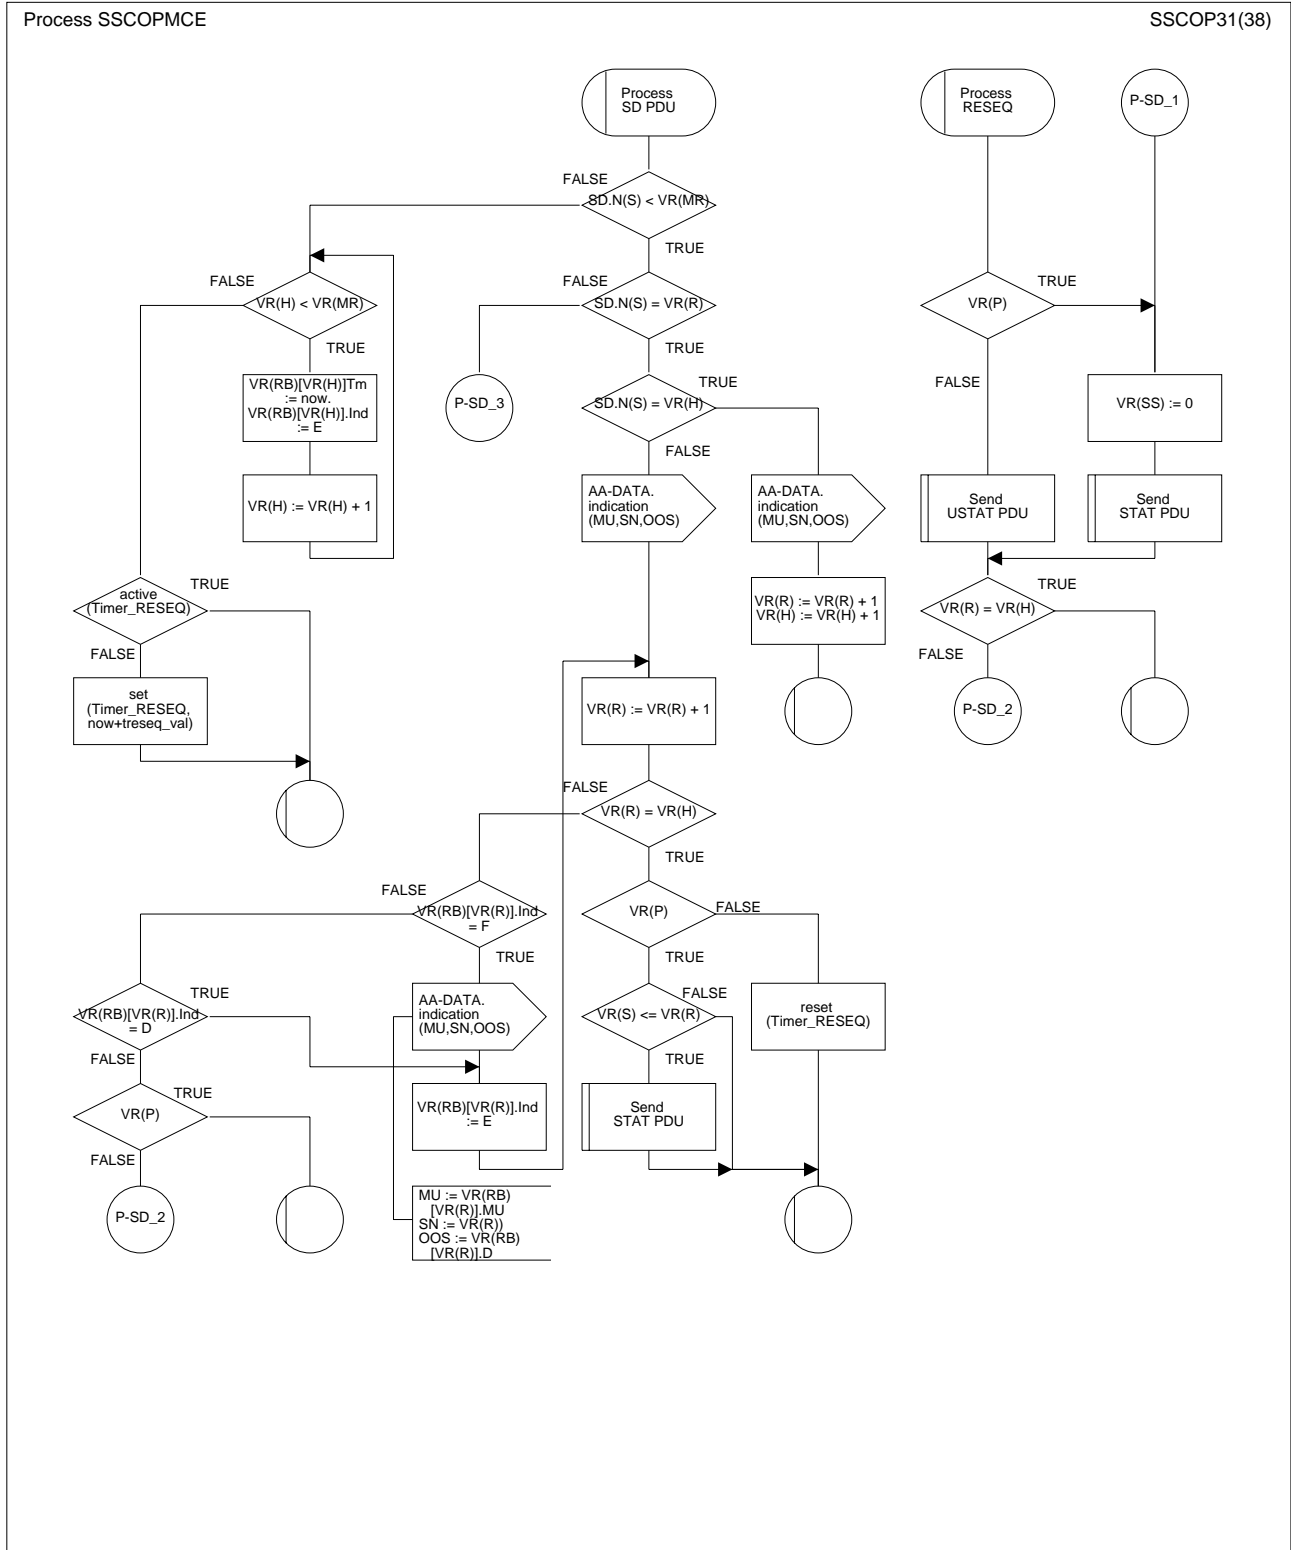 Process SSCOPMCE
SSCOP31(38)
Process
SD PDU
Process
RESEQ
P-SD_1
FALSE
SD.N(S) < VR(MR)
TRUE
FALSE
VR(H) < VR(MR)
TRUE
FALSE
SD.N(S) = VR(R)
TRUE
VR(P)
TRUE
FALSE
VR(RB)[VR(H)]Tm
:= now.
VR(RB)[VR(H)].Ind
:= E
P-SD_3
SD.N(S) = VR(H)
TRUE
FALSE
VR(SS) := 0
VR(H) := VR(H) + 1
AA-DATA.
indication
(MU,SN,OOS)
AA-DATA.
indication
(MU,SN,OOS)
Send
USTAT PDU
Send
STAT PDU
active
(Timer_RESEQ)
TRUE
FALSE
VR(R) := VR(R) + 1
VR(H) := VR(H) + 1
VR(R) = VR(H)
TRUE
FALSE
set
(Timer_RESEQ,
now+treseq_val)
VR(R) := VR(R) + 1
P-SD_2
FALSE
VR(R) = VR(H)
TRUE
FALSE
VR(RB)[VR(R)].Ind
= F
TRUE
VR(P)
FALSE
TRUE
VR(RB)[VR(R)].Ind
= D
TRUE
FALSE
AA-DATA.
indication
(MU,SN,OOS)
VR(S) <= VR(R)
FALSE
TRUE
reset
(Timer_RESEQ)
VR(P)
TRUE
FALSE
VR(RB)[VR(R)].Ind
:= E
Send
STAT PDU
P-SD_2
MU := VR(RB)
[VR(R)].MU
SN := VR(R))
OOS := VR(RB)
[VR(R)].D